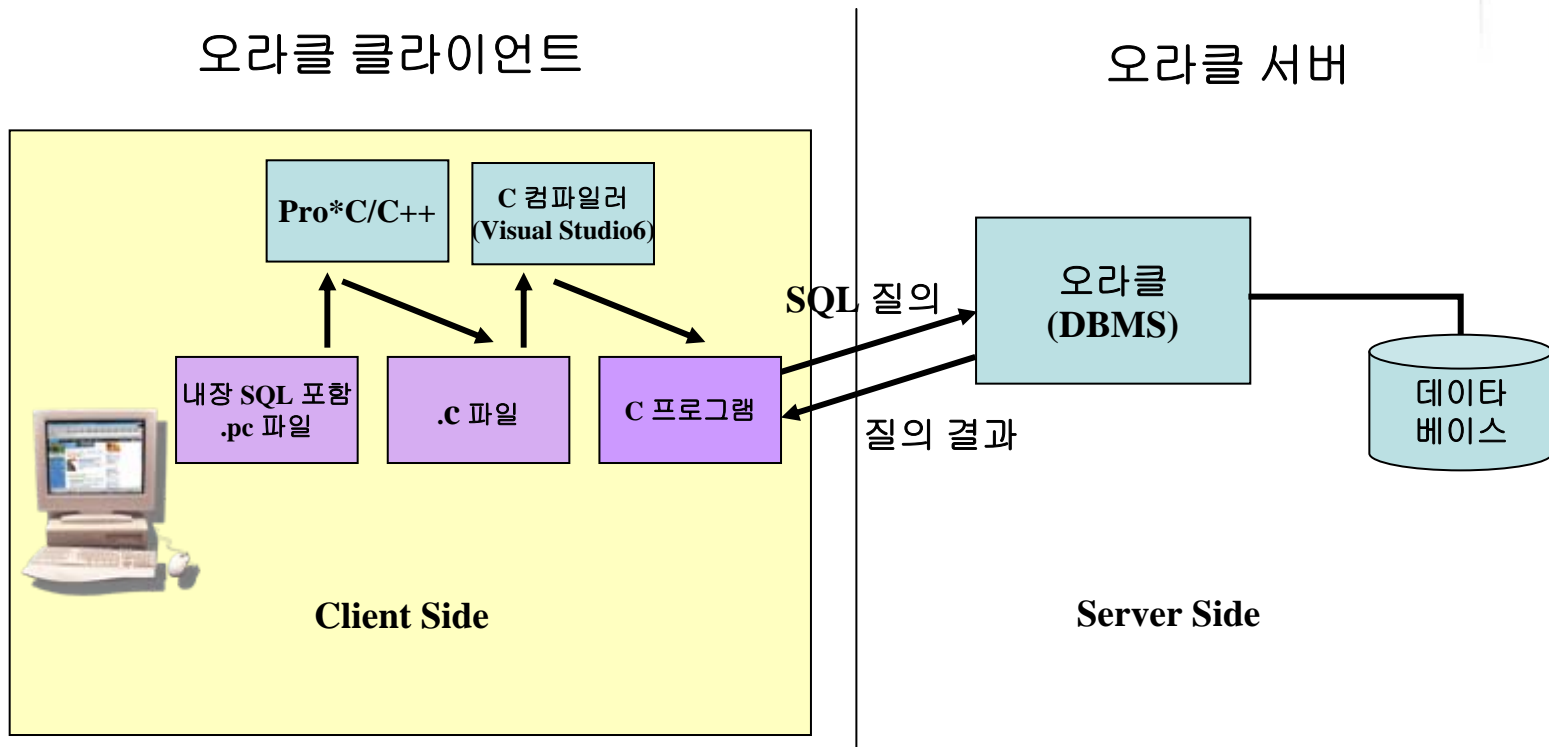 오라클 클라이언트
오라클 서버
Pro*C/C++
C 컴파일러
(Visual Studio6)
내장 SQL 포함
.pc 파일
.c 파일
C 프로그램
SQL 질의
질의 결과
오라클
(DBMS)
데이타
베이스
Client Side
Server Side